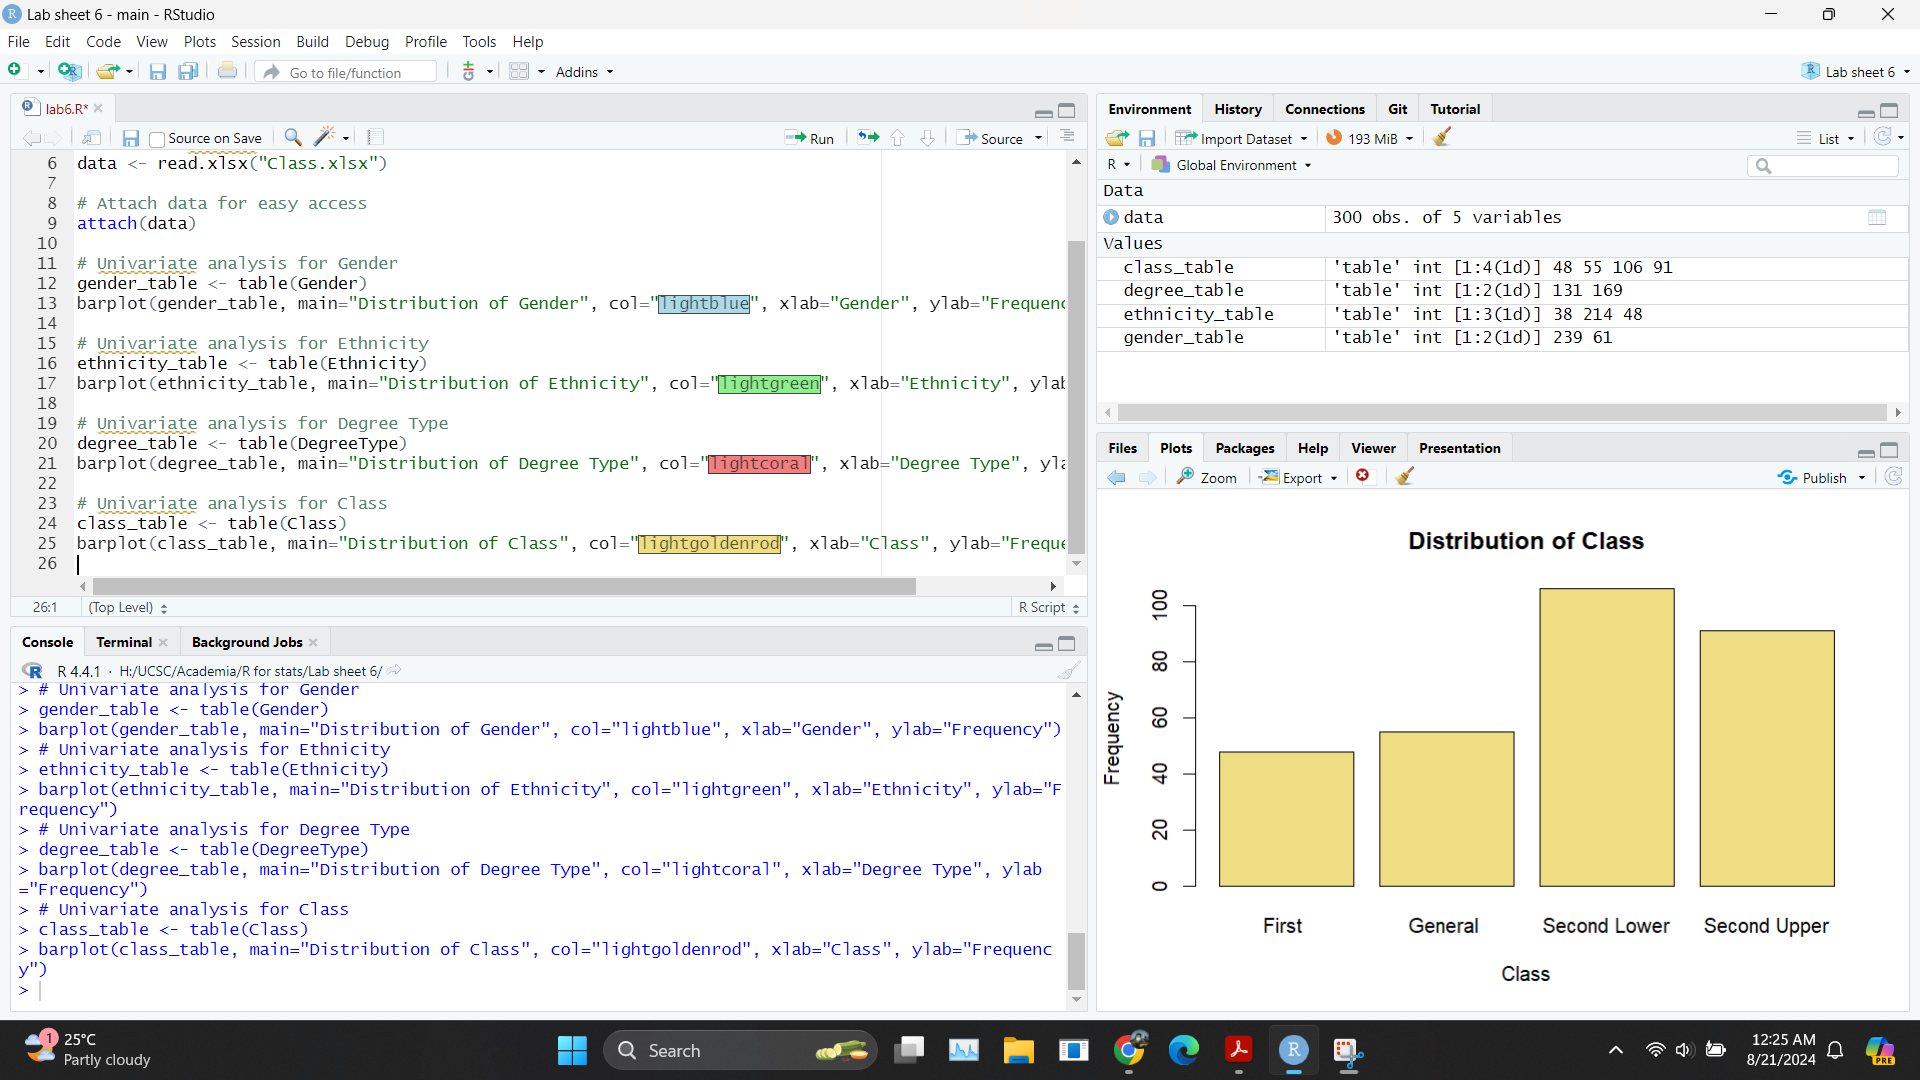 Lab sheet 6 - main - RStudio
File Edit Code View Plots Session Build Debug Profile Tools Help
Go to file/function
Addins
Lab sheet 6
lab6.R*
Source on Save
Run
Source
6 data <- read.xlsx("Class.xlsx")
7
8 # Attach data for easy access
9 attach(data)
10
11 # Univariate analysis for Gender
12 gender_table <- table(Gender)
13 barplot(gender_table, main="Distribution of Gender", col="lightblue", xlab="Gender", ylab="Frequenc
14
15 # Univariate analysis for Ethnicity
16 ethnicity_table <- table(Ethnicity)
17 barplot(ethnicity_table, main="Distribution of Ethnicity", col="lightgreen", xlab="Ethnicity", ylab
18
19 # Univariate analysis for Degree Type
20 degree_table <- table(DegreeType)
21 barplot(degree_table, main="Distribution of Degree Type", col="lightcoral", xlab="Degree Type", yla
22
23 # Univariate analysis for Class
24 class_table <- table(Class)
25 barplot(class_table, main="Distribution of Class", col="lightgoldenrod", xlab="Class", ylab="Freque
26
26:1 (Top Level) R Script
Console Terminal Background Jobs
R 4.4.1 · H:/UCSC/Academia/R for stats/Lab sheet 6/
> # Univariate analysis for Gender
> gender_table <- table(Gender)
> barplot(gender_table, main="Distribution of Gender", col="lightblue", xlab="Gender", ylab="Frequency")
> # Univariate analysis for Ethnicity
> ethnicity_table <- table(Ethnicity)
> barplot(ethnicity_table, main="Distribution of Ethnicity", col="lightgreen", xlab="Ethnicity", ylab="F
requency")
> # Univariate analysis for Degree Type
> degree_table <- table(DegreeType)
> barplot(degree_table, main="Distribution of Degree Type", col="lightcoral", xlab="Degree Type", ylab
="Frequency")
> # Univariate analysis for Class
> class_table <- table(Class)
> barplot(class_table, main="Distribution of Class", col="lightgoldenrod", xlab="Class", ylab="Frequenc
y")
>
Environment History Connections Git Tutorial
Import Dataset 193 MiB List
R Global Environment
Data
data 300 obs. of 5 variables
Values
class_table 'table' int [1:4(1d)] 48 55 106 91
degree_table 'table' int [1:2(1d)] 131 169
ethnicity_table 'table' int [1:3(1d)] 38 214 48
gender_table 'table' int [1:2(1d)] 239 61
Files Plots Packages Help Viewer Presentation
Zoom Export Publish
Distribution of Class
Frequency
100
80
60
40
20
0
First General Second Lower Second Upper
Class
1
25°C
Partly cloudy
Search
12:25 AM
8/21/2024
PRE